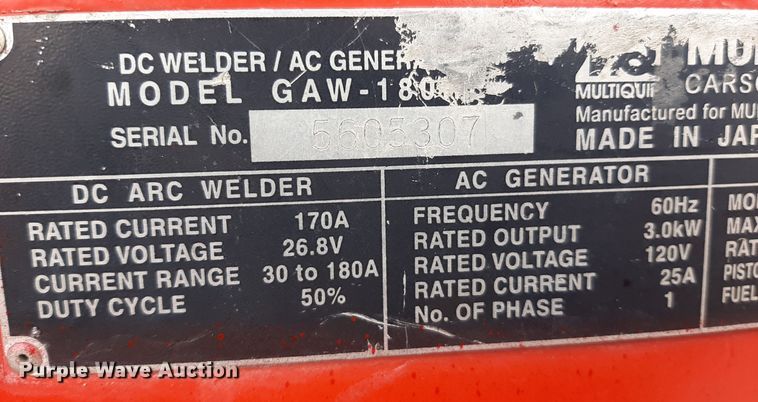 DC WELDER / AC GENERA
MODEL GAW-180
SERIAL No. 5605307
MULTIQUI
MU
CARSO
Manufactured for MU
MADE IN JAP
DC ARC WELDER
RATED CURRENT 170A
RATED VOLTAGE 26.8V
CURRENT RANGE 30 to 180A
DUTY CYCLE 50%
AC GENERATOR
FREQUENCY 60Hz
RATED OUTPUT 3.0kW
RATED VOLTAGE 120V
RATED CURRENT 25A
No. OF PHASE 1
MO
MAX
RAT
PISTO
FUEL
Purple Wave Auction